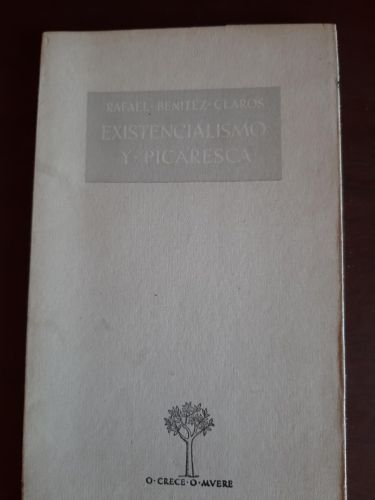 RAFAEL·BENITEZ·CLAROS
EXISTENCIALISMO
Y·PICARESCA
O·CRECE·O·MVERE